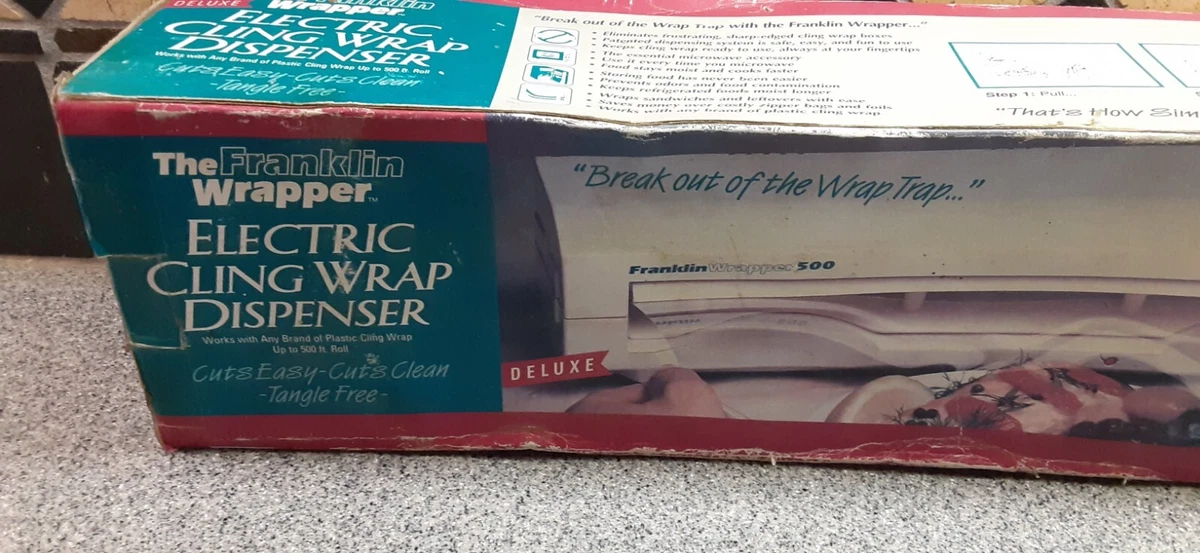 DELUXE
The Franklin
Wrapper™
ELECTRIC
CLING WRAP
DISPENSER
Works with Any Brand of Plastic Cling Wrap Up to 500 ft. Roll
Cuts Easy-Cuts Clean
-Tangle Free-
"Break out of the Wrap Trap with the Franklin Wrapper..."
• Eliminates frustrating, sharp-edged cling wrap boxes
• Patented dispensing system is safe, easy, and fun to use
• Keeps cling wrap ready to use, always at your fingertips
• The essential microwave accessory
• Use it every time you microwave
• Food stays moist and cooks faster
• Storing food has never been easier
• Prevents odors and food contamination
• Keeps refrigerated foods moist longer
• Wraps sandwiches and leftovers with ease
• Saves money over costly zipper bags and foils
• Works with any brand of plastic cling wrap
Step 1: Pull...
"That's How Sim
The Franklin
Wrapper™
ELECTRIC
CLING WRAP
DISPENSER
Works with Any Brand of Plastic Cling Wrap
Up to 500 ft. Roll
Cuts Easy-Cuts Clean
-Tangle Free-
"Break out of the Wrap Trap..."
Franklin Wrapper 500
DELUXE